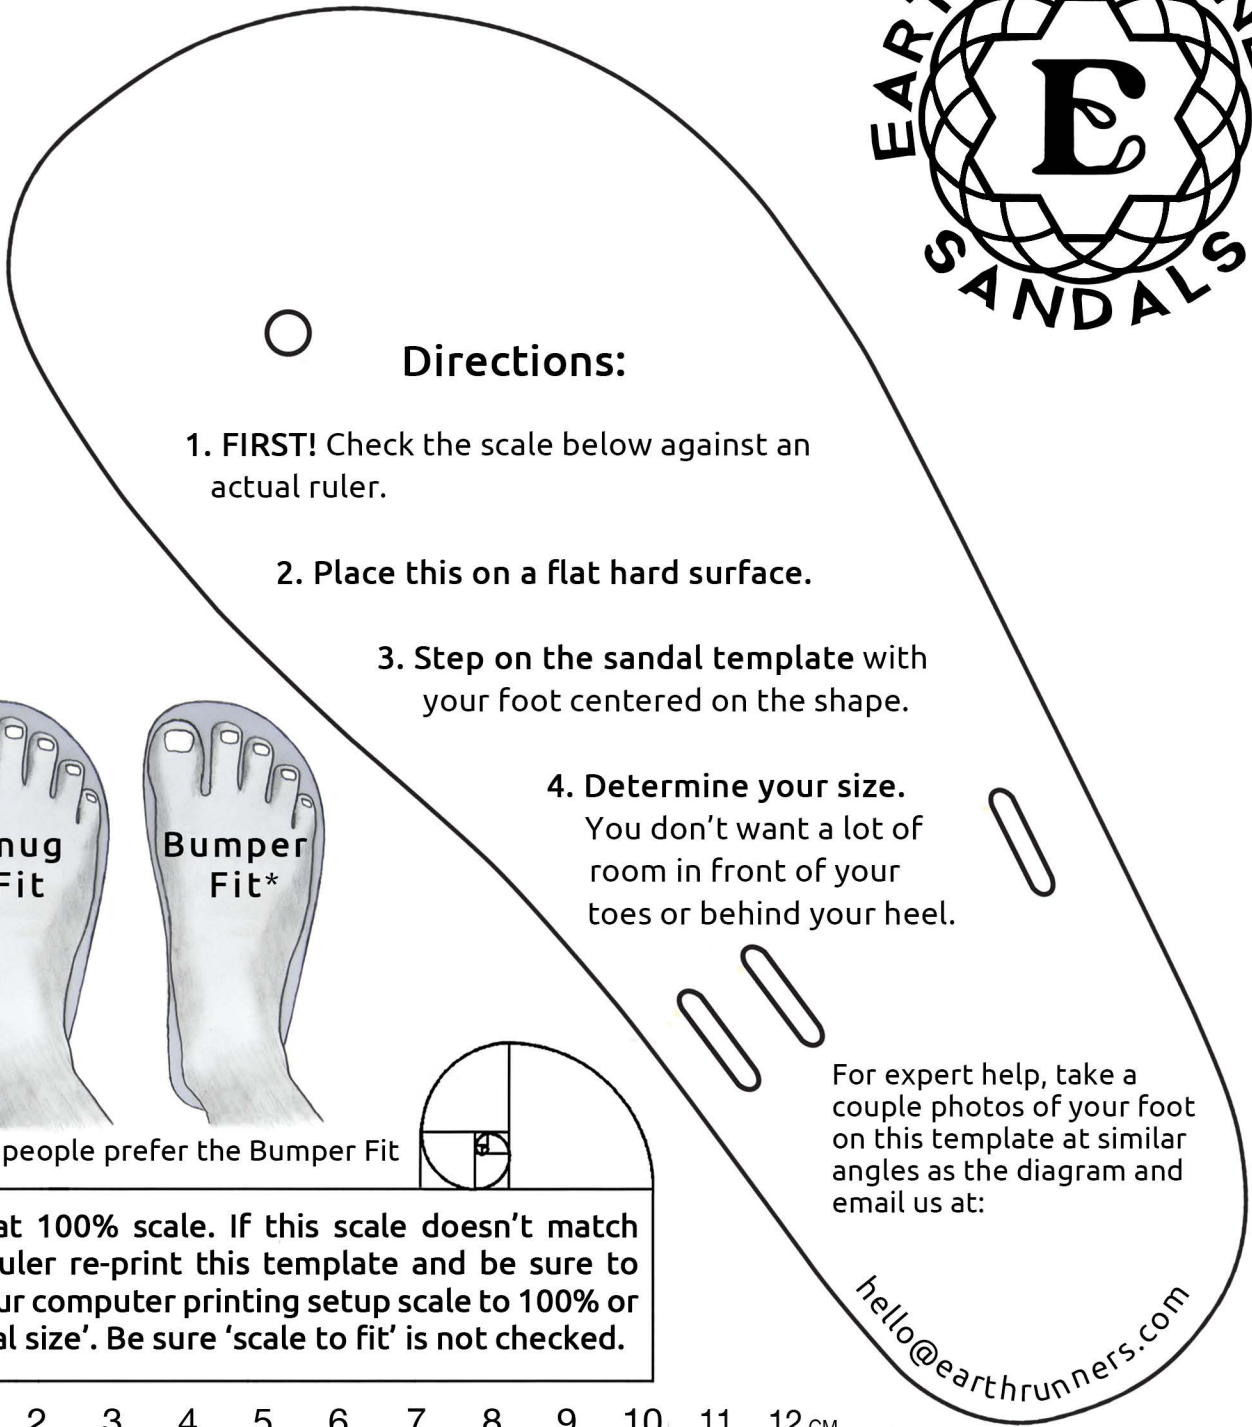 E
SANDALS
Directions:
1. FIRST! Check the scale below against an
actual ruler.
2. Place this on a flat hard surface.
3. Step on the sandal template with
your foot centered on the shape.
4. Determine your size.
You don’t want a lot of
room in front of your
toes or behind your heel.
Bumper
Fit
Fit*
For expert help, take a
couple photos of your foot
on this template at similar
angles as the diagram and
email us at:
hello@earthrunners.com
people prefer the Bumper Fit
at 100% scale. If this scale doesn’t match
re-print this template and be sure to
computer printing setup scale to 100% or
size’. Be sure ‘scale to fit’ is not checked.
2 3 4 5 6 7 8 9 10 11 12 CM